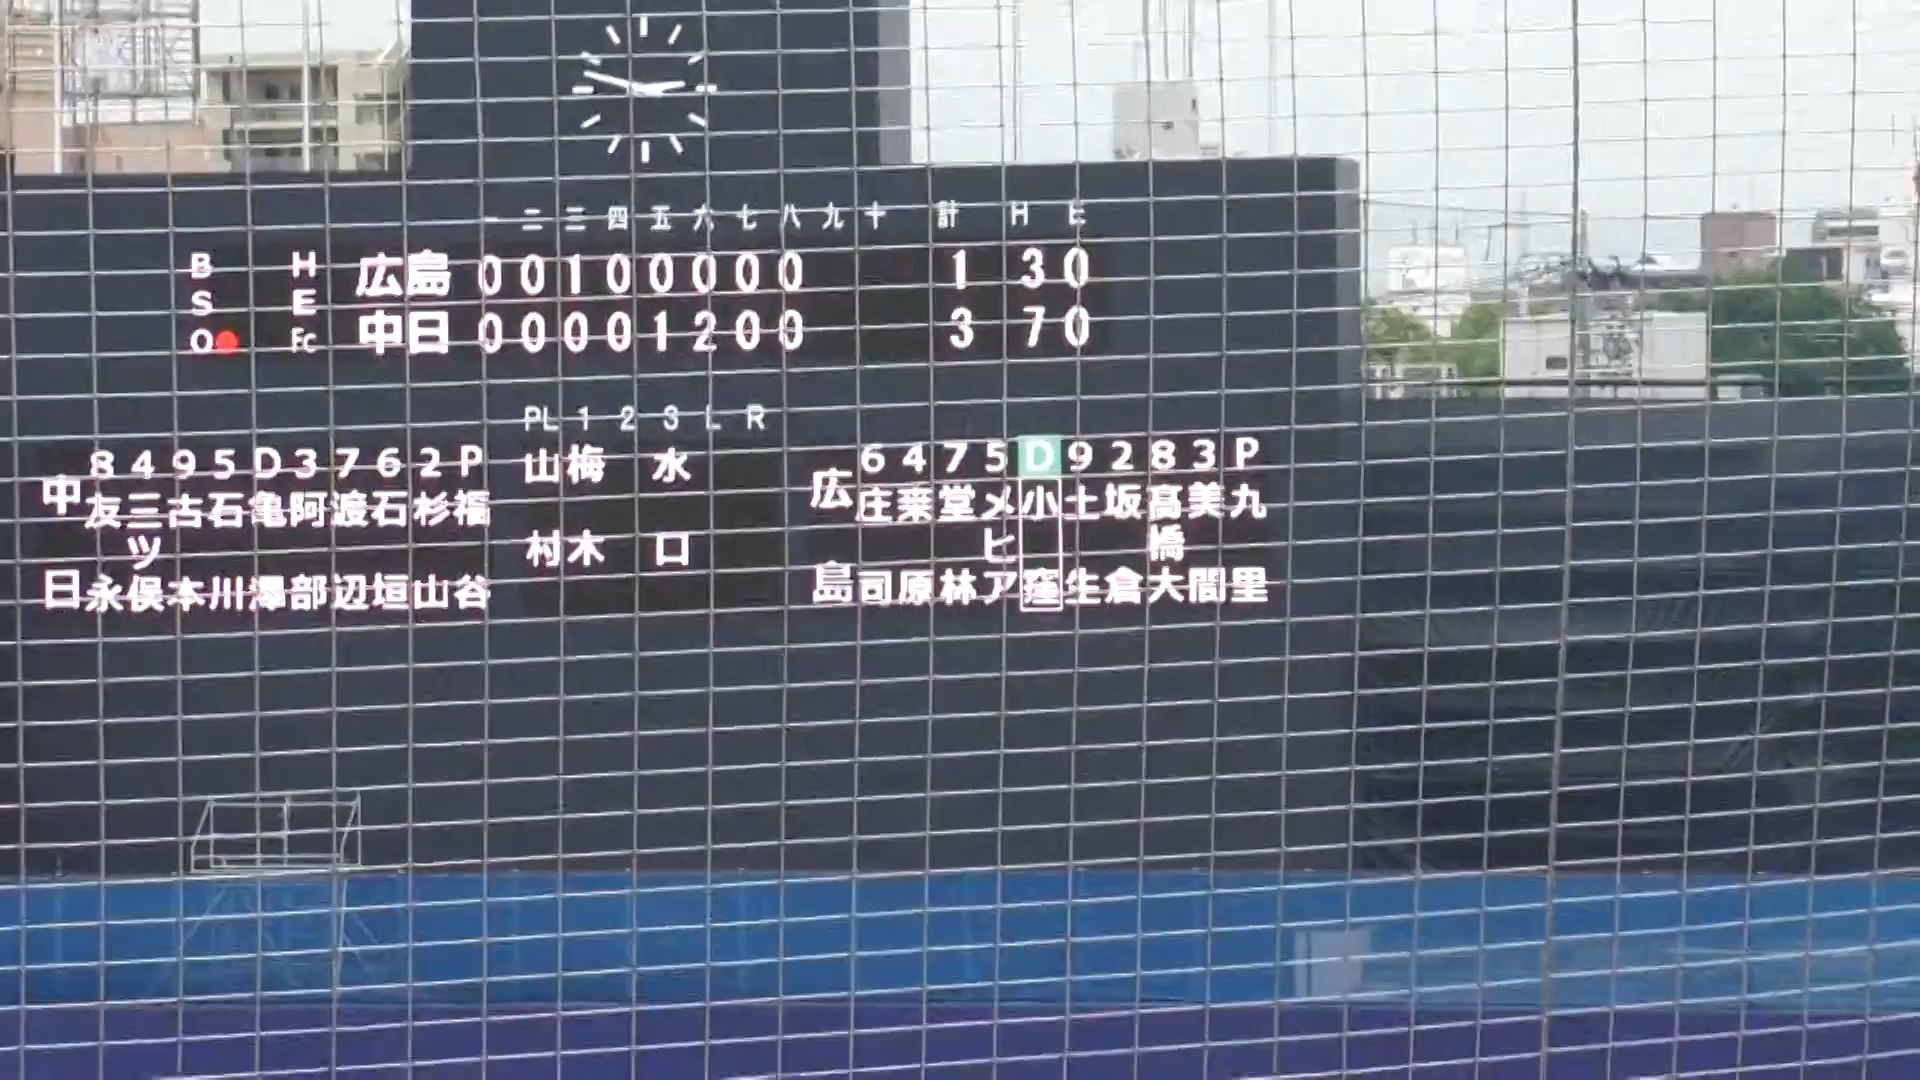 一 二 三 四 五 六 七 八 九 十 計 H E
B H 広島 0 0 1 0 0 0 0 0 1 3 0
S E
O Fc 中日 0 0 0 0 1 2 0 0 3 7 0
PL 1 2 3 L R
山村 梅木 水口
8 4 9 5 D 3 7 6 2 P
中日 友永 三ツ俣 古本 石川 亀澤 阿部 渡辺 石垣 杉山 福谷
6 4 7 5 D 9 2 8 3 P
広島 庄司 桒原 堂林 メヒア 小窪 土生 坂倉 高橋大 美間 九里